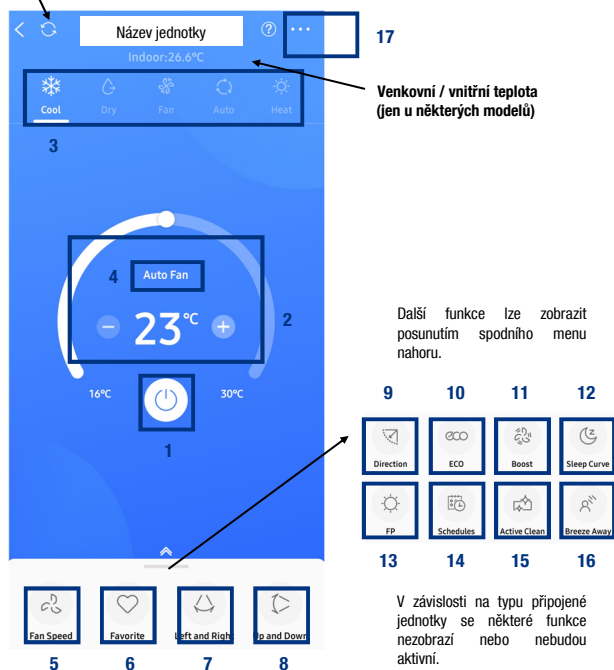 Název jednotky
17
Indoor:26.6°C
Venkovní / vnitřní teplota
(jen u některých modelů)
Cool Dry Fan Auto Heat
3
4 Auto Fan
23°C
2
16°C 30°C
1
Další funkce lze zobrazit
posunutím spodního menu
nahoru.
9 10 11 12
Direction ECO Boost Sleep Curve
FP Schedules Active Clean Breeze Away
13 14 15 16
V závislosti na typu připojené
jednotky se některé funkce
nezobrazí nebo nebudou
aktivní.
Fan Speed Favorite Left and Right Up and Down
5 6 7 8